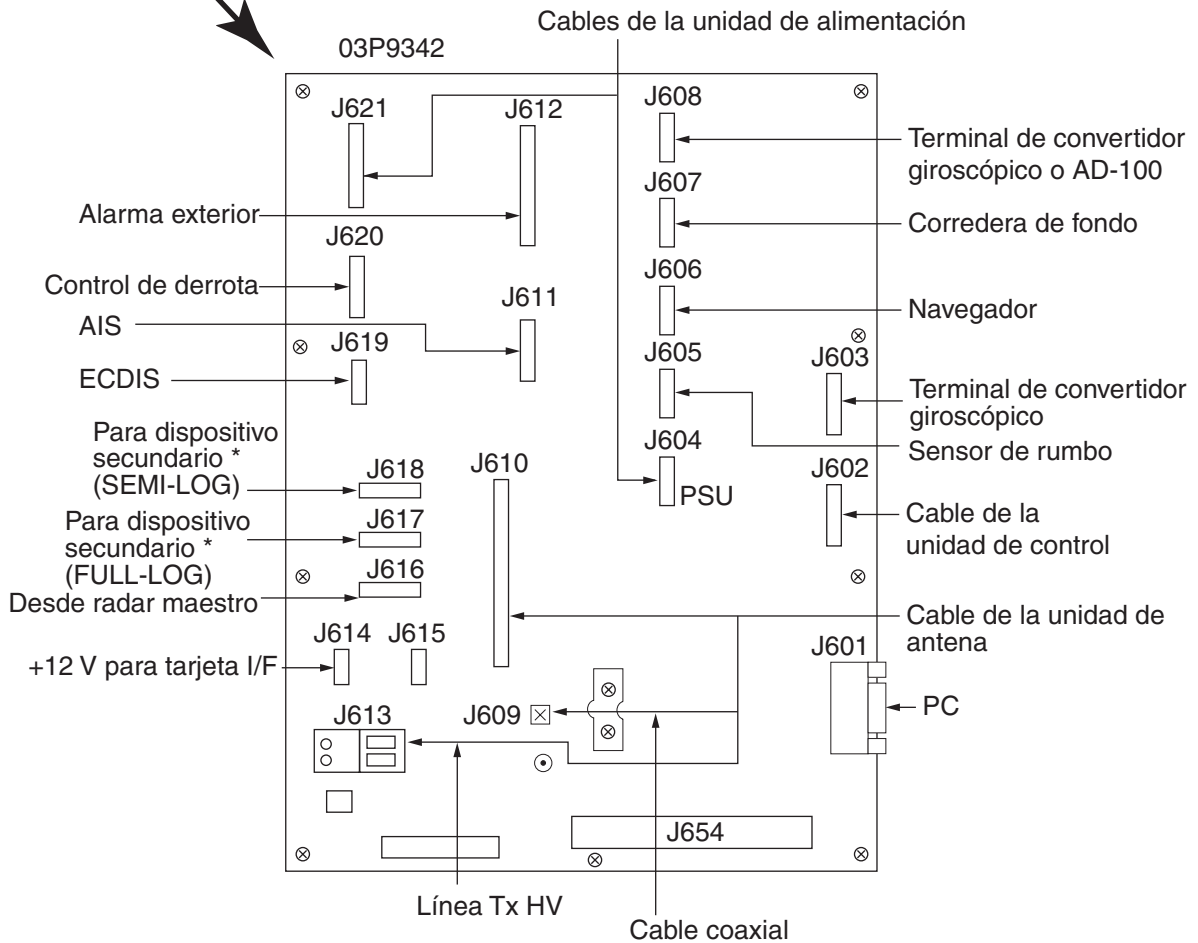 Cables de la unidad de alimentación
03P9342
J621
J612
J608
Terminal de convertidor
giroscópico o AD-100
J607
Alarma exterior
Corredera de fondo
J620
J606
Control de derrota
J611
Navegador
AIS
J619
J605
J603
ECDIS
Terminal de convertidor
giroscópico
Para dispositivo
secundario *
(SEMI-LOG)
J618
J610
J604
PSU
Sensor de rumbo
J602
Para dispositivo
secundario *
(FULL-LOG)
J617
Cable de la
unidad de control
J616
Desde radar maestro
Cable de la unidad de
antena
J614
J615
J601
+12 V para tarjeta I/F
PC
J613
J609
J654
Línea Tx HV
Cable coaxial